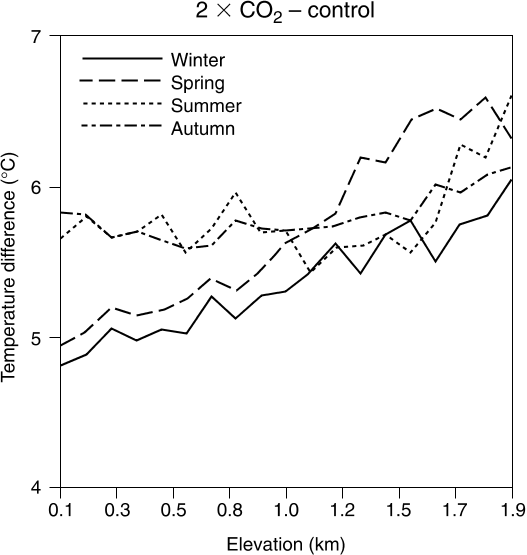 2 × CO₂ – control
7
Winter
Spring
Summer
Autumn
6
Temperature difference (°C)
5
4
0.1 0.3 0.5 0.8 1.0 1.2 1.5 1.7 1.9
Elevation (km)